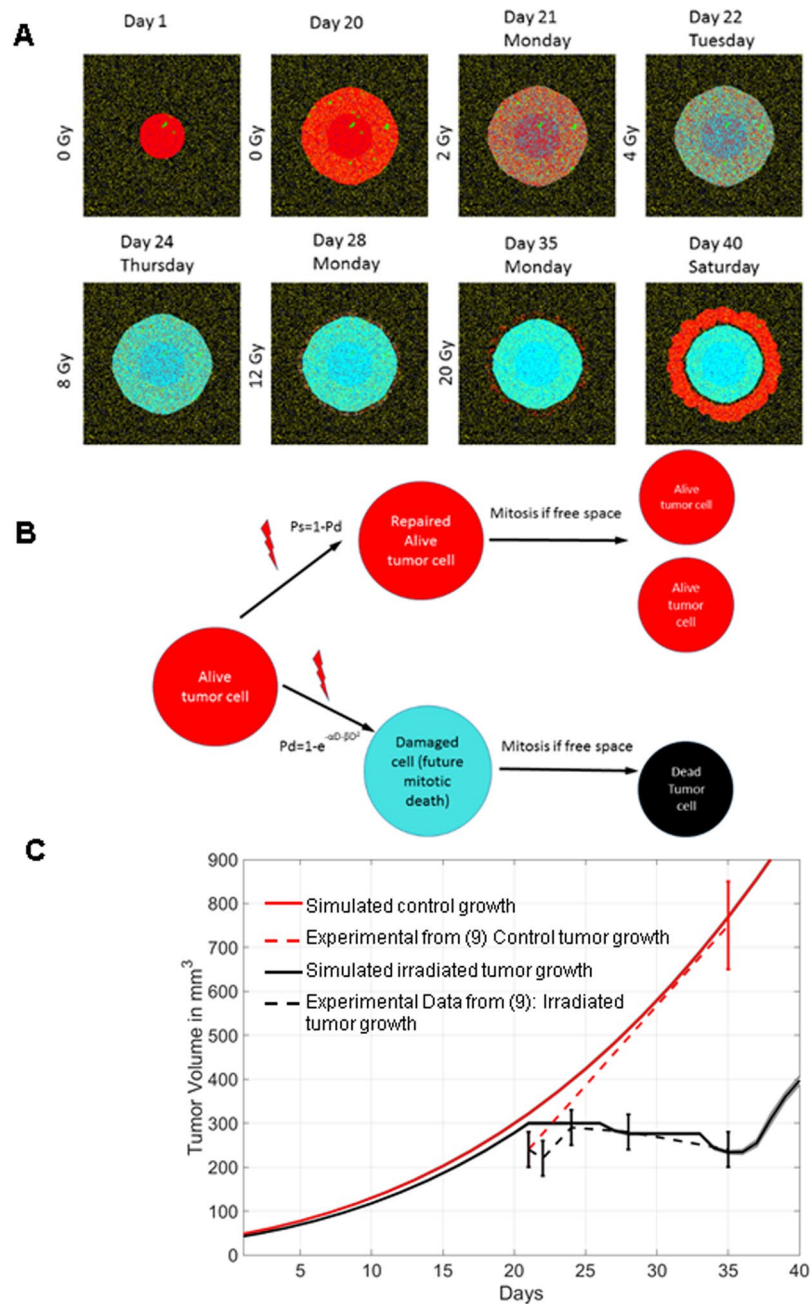 A
Day 1
Day 20
Day 21
Monday
Day 22
Tuesday
0 Gy
0 Gy
2 Gy
4 Gy
Day 24
Thursday
Day 28
Monday
Day 35
Monday
Day 40
Saturday
8 Gy
12 Gy
20 Gy
B
Alive
tumor cell
Ps=1-Pd
Repaired
Alive
tumor cell
Mitosis if free space
Alive
tumor cell
Alive
tumor
cell
Pd=1-e^-αD-βD²
Damaged
cell (future
mitotic
death)
Mitosis if free space
Dead
Tumor
cell
C
Tumor Volume in mm³
900
800
700
600
500
400
300
200
100
0
Simulated control growth
Experimental from (9) Control tumor growth
Simulated irradiated tumor growth
Experimental Data from (9): Irradiated
tumor growth
5 10 15 20 25 30 35 40
Days